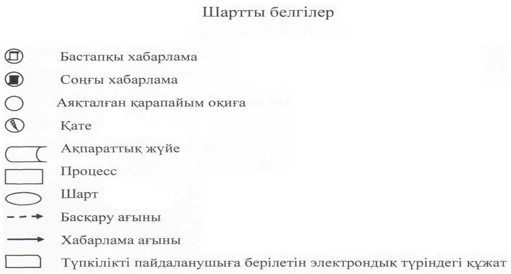 Шартты белгілер
Бастапқы хабарлама
Соңғы хабарлама
Аяқталған қарапайым оқиға
Қате
Ақпараттық жүйе
Процесс
Шарт
Басқару ағыны
Хабарлама ағыны
Түпкілікті пайдаланушыға берілетін электрондық түріндегі құжат